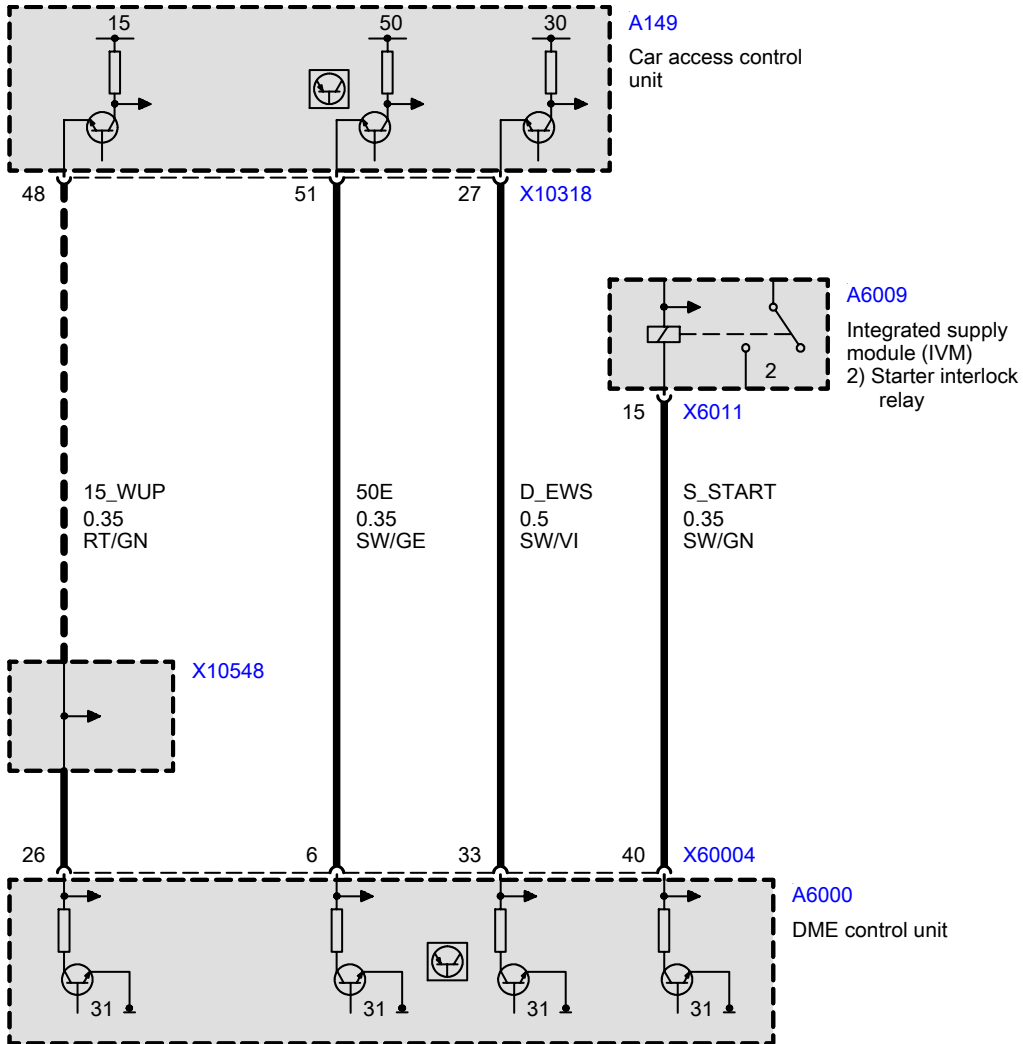 15 50 30
A149
Car access control
unit
48 51 27 X10318
A6009
Integrated supply
module (IVM)
2) Starter interlock
relay
2
15 X6011
15_WUP
0.35
RT/GN
50E
0.35
SW/GE
D_EWS
0.5
SW/VI
S_START
0.35
SW/GN
X10548
26 6 33 40 X60004
A6000
DME control unit
31 31 31 31